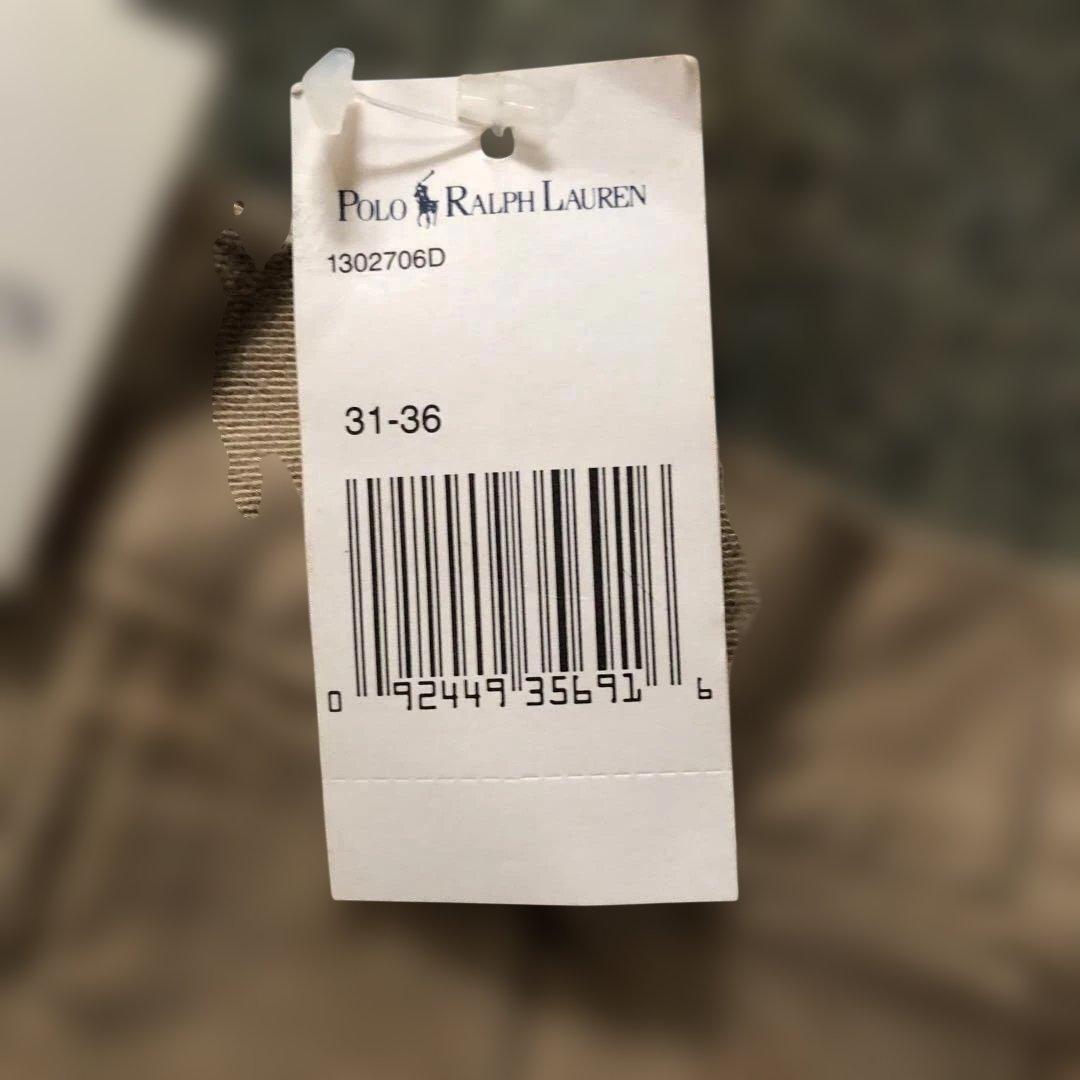 POLO RALPH LAUREN
1302706D
31-36
0 92449 35691 6